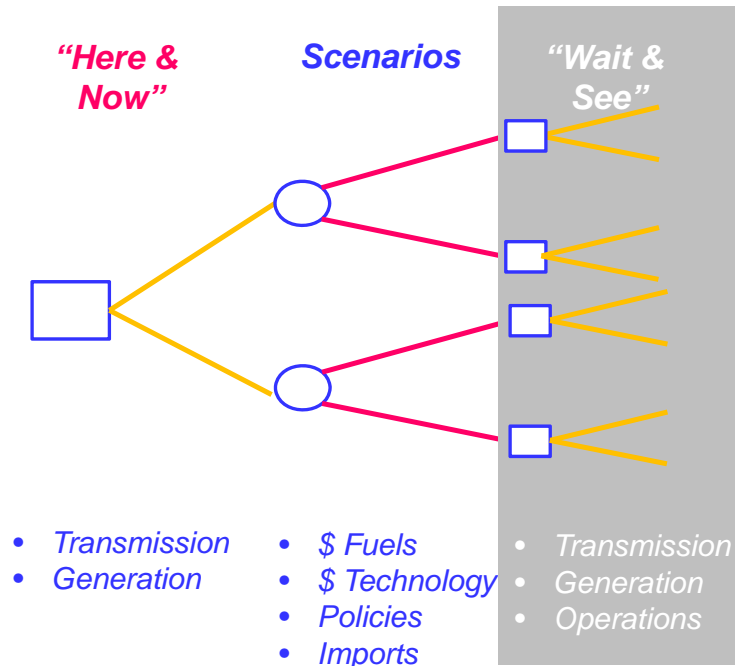 “Here &
Now”
Scenarios
“Wait &
See”
• Transmission
• Generation
• $ Fuels
• $ Technology
• Policies
• Imports
• Transmission
• Generation
• Operations